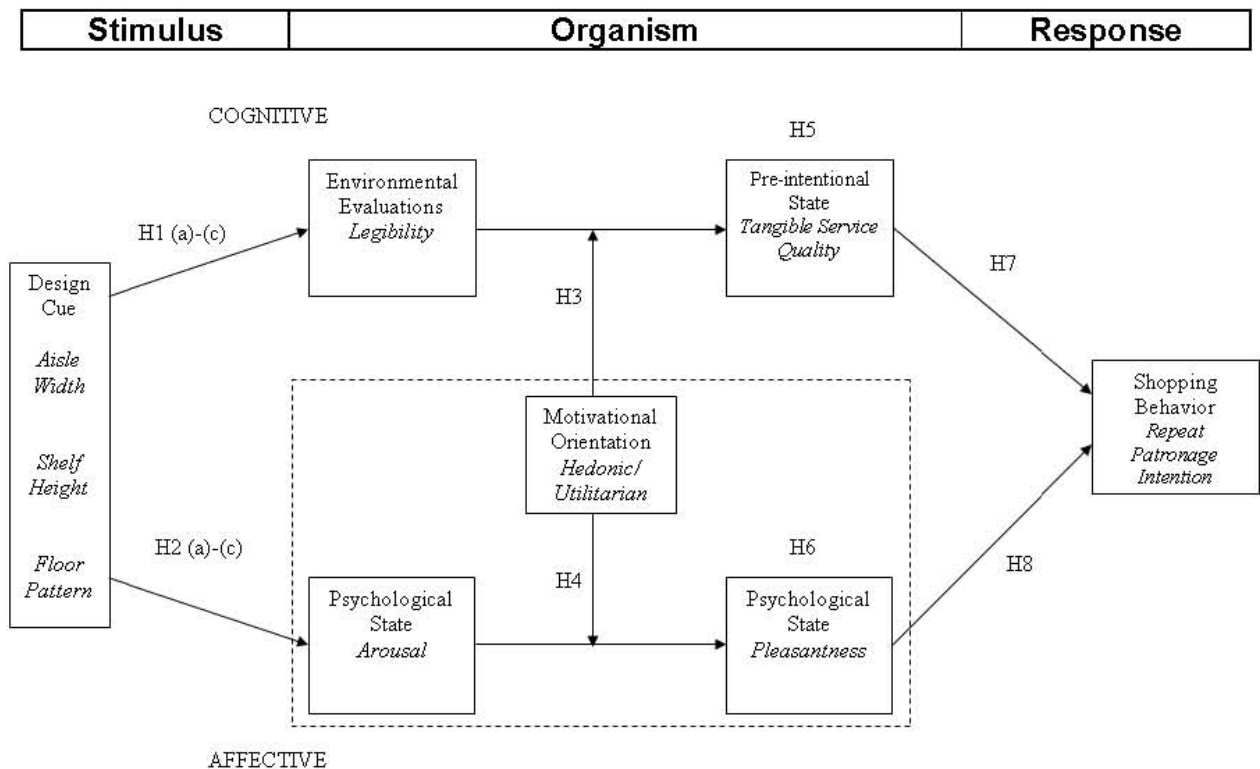 Stimulus
Organism
Response
COGNITIVE
H5
Environmental
Evaluations
Legibility
Pre-intentional
State
Tangible Service
Quality
H1 (a)-(c)
H7
Design
Cue
Aisle
Width
Shelf
Height
Floor
Pattern
H3
Motivational
Orientation
Hedonic/
Utilitarian
Shopping
Behavior
Repeat
Patronage
Intention
H2 (a)-(c)
H4
H6
H8
Psychological
State
Arousal
Psychological
State
Pleasantness
AFFECTIVE